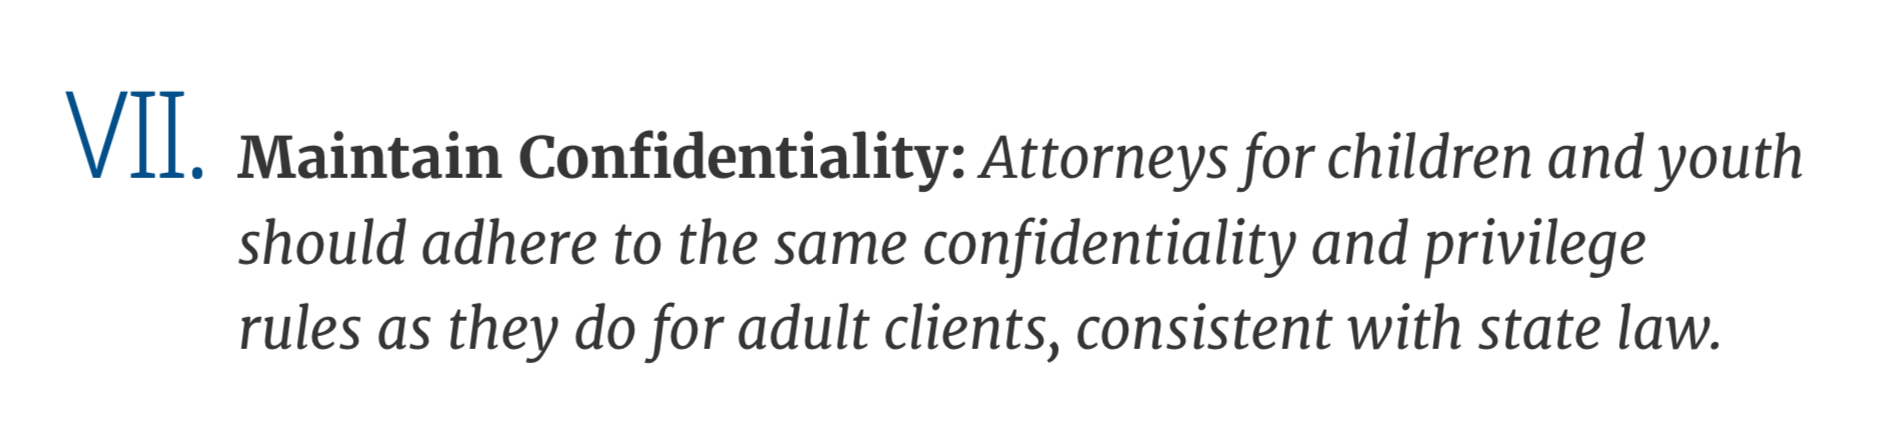 VII. Maintain Confidentiality: Attorneys for children and youth
should adhere to the same confidentiality and privilege
rules as they do for adult clients, consistent with state law.